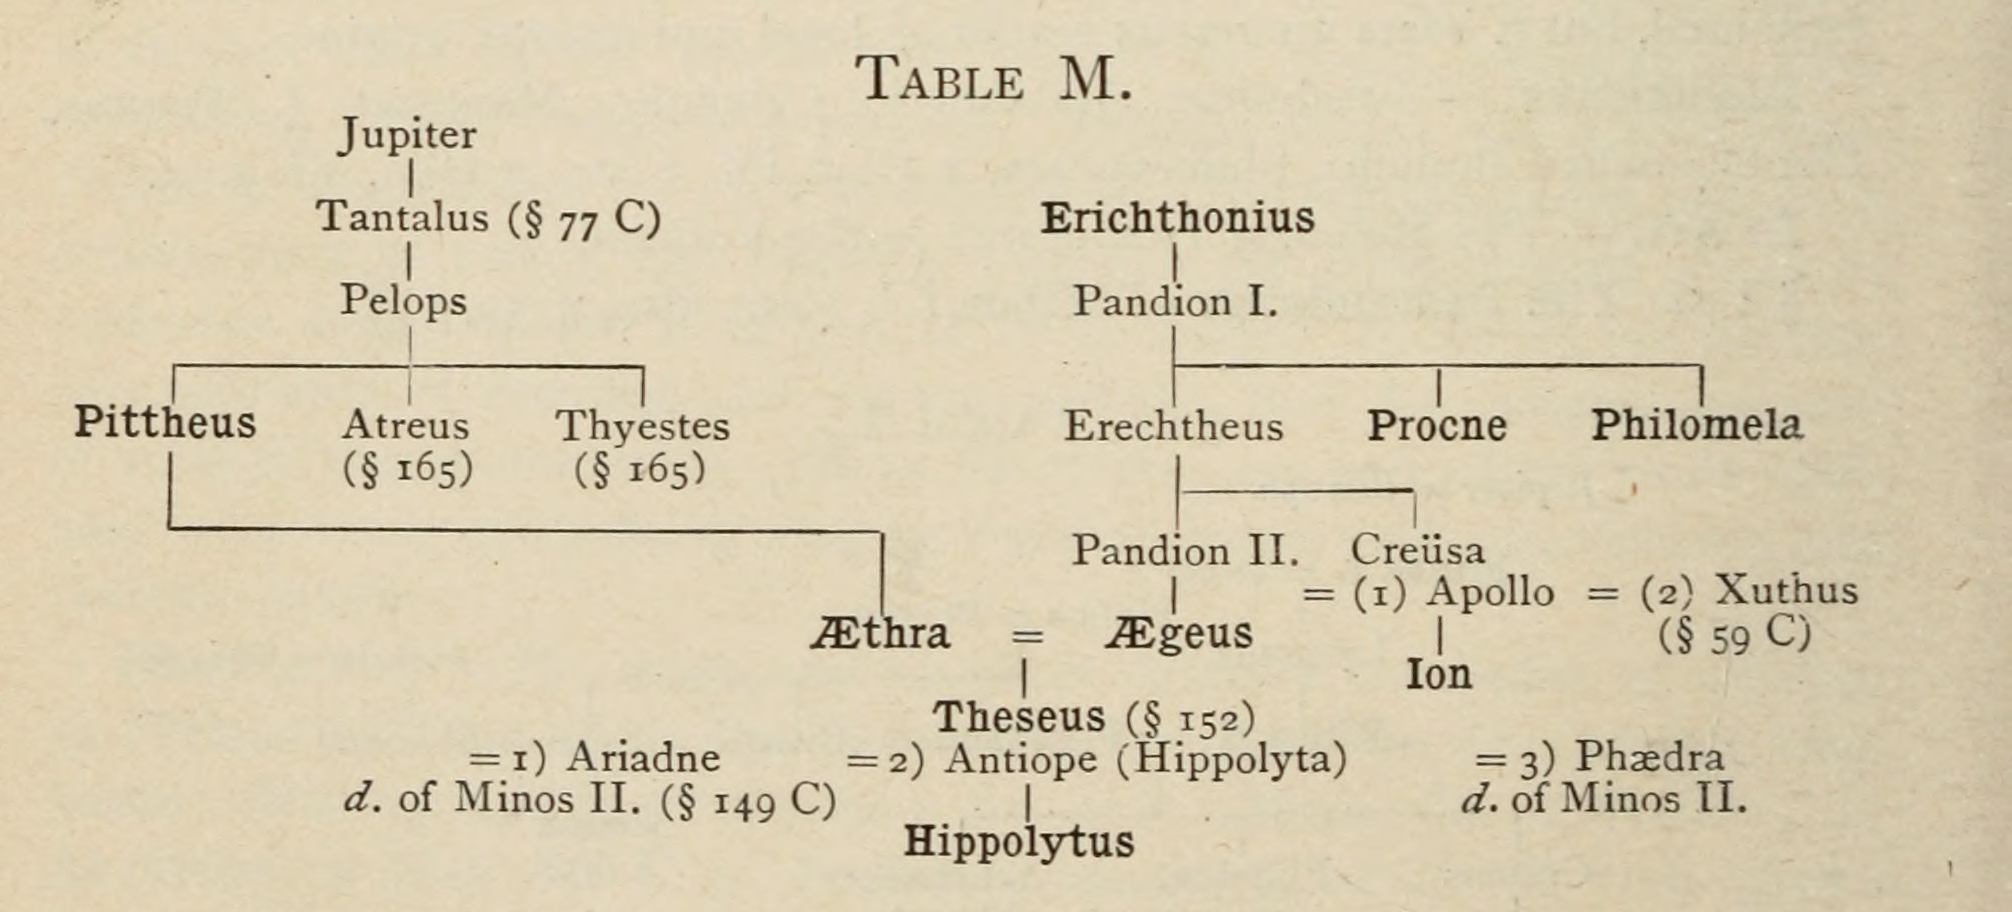 TABLE M.
Jupiter
Tantalus (§ 77 C) Erichthonius
Pelops Pandion I.
Pittheus Atreus Thyestes Erechtheus Procne Philomela
(§ 165) (§ 165)
Pandion II. Creüsa
= (1) Apollo = (2) Xuthus
Æthra = Ægeus (§ 59 C)
Ion
Theseus (§ 152)
= 1) Ariadne = 2) Antiope (Hippolyta) = 3) Phædra
d. of Minos II. (§ 149 C) d. of Minos II.
Hippolytus